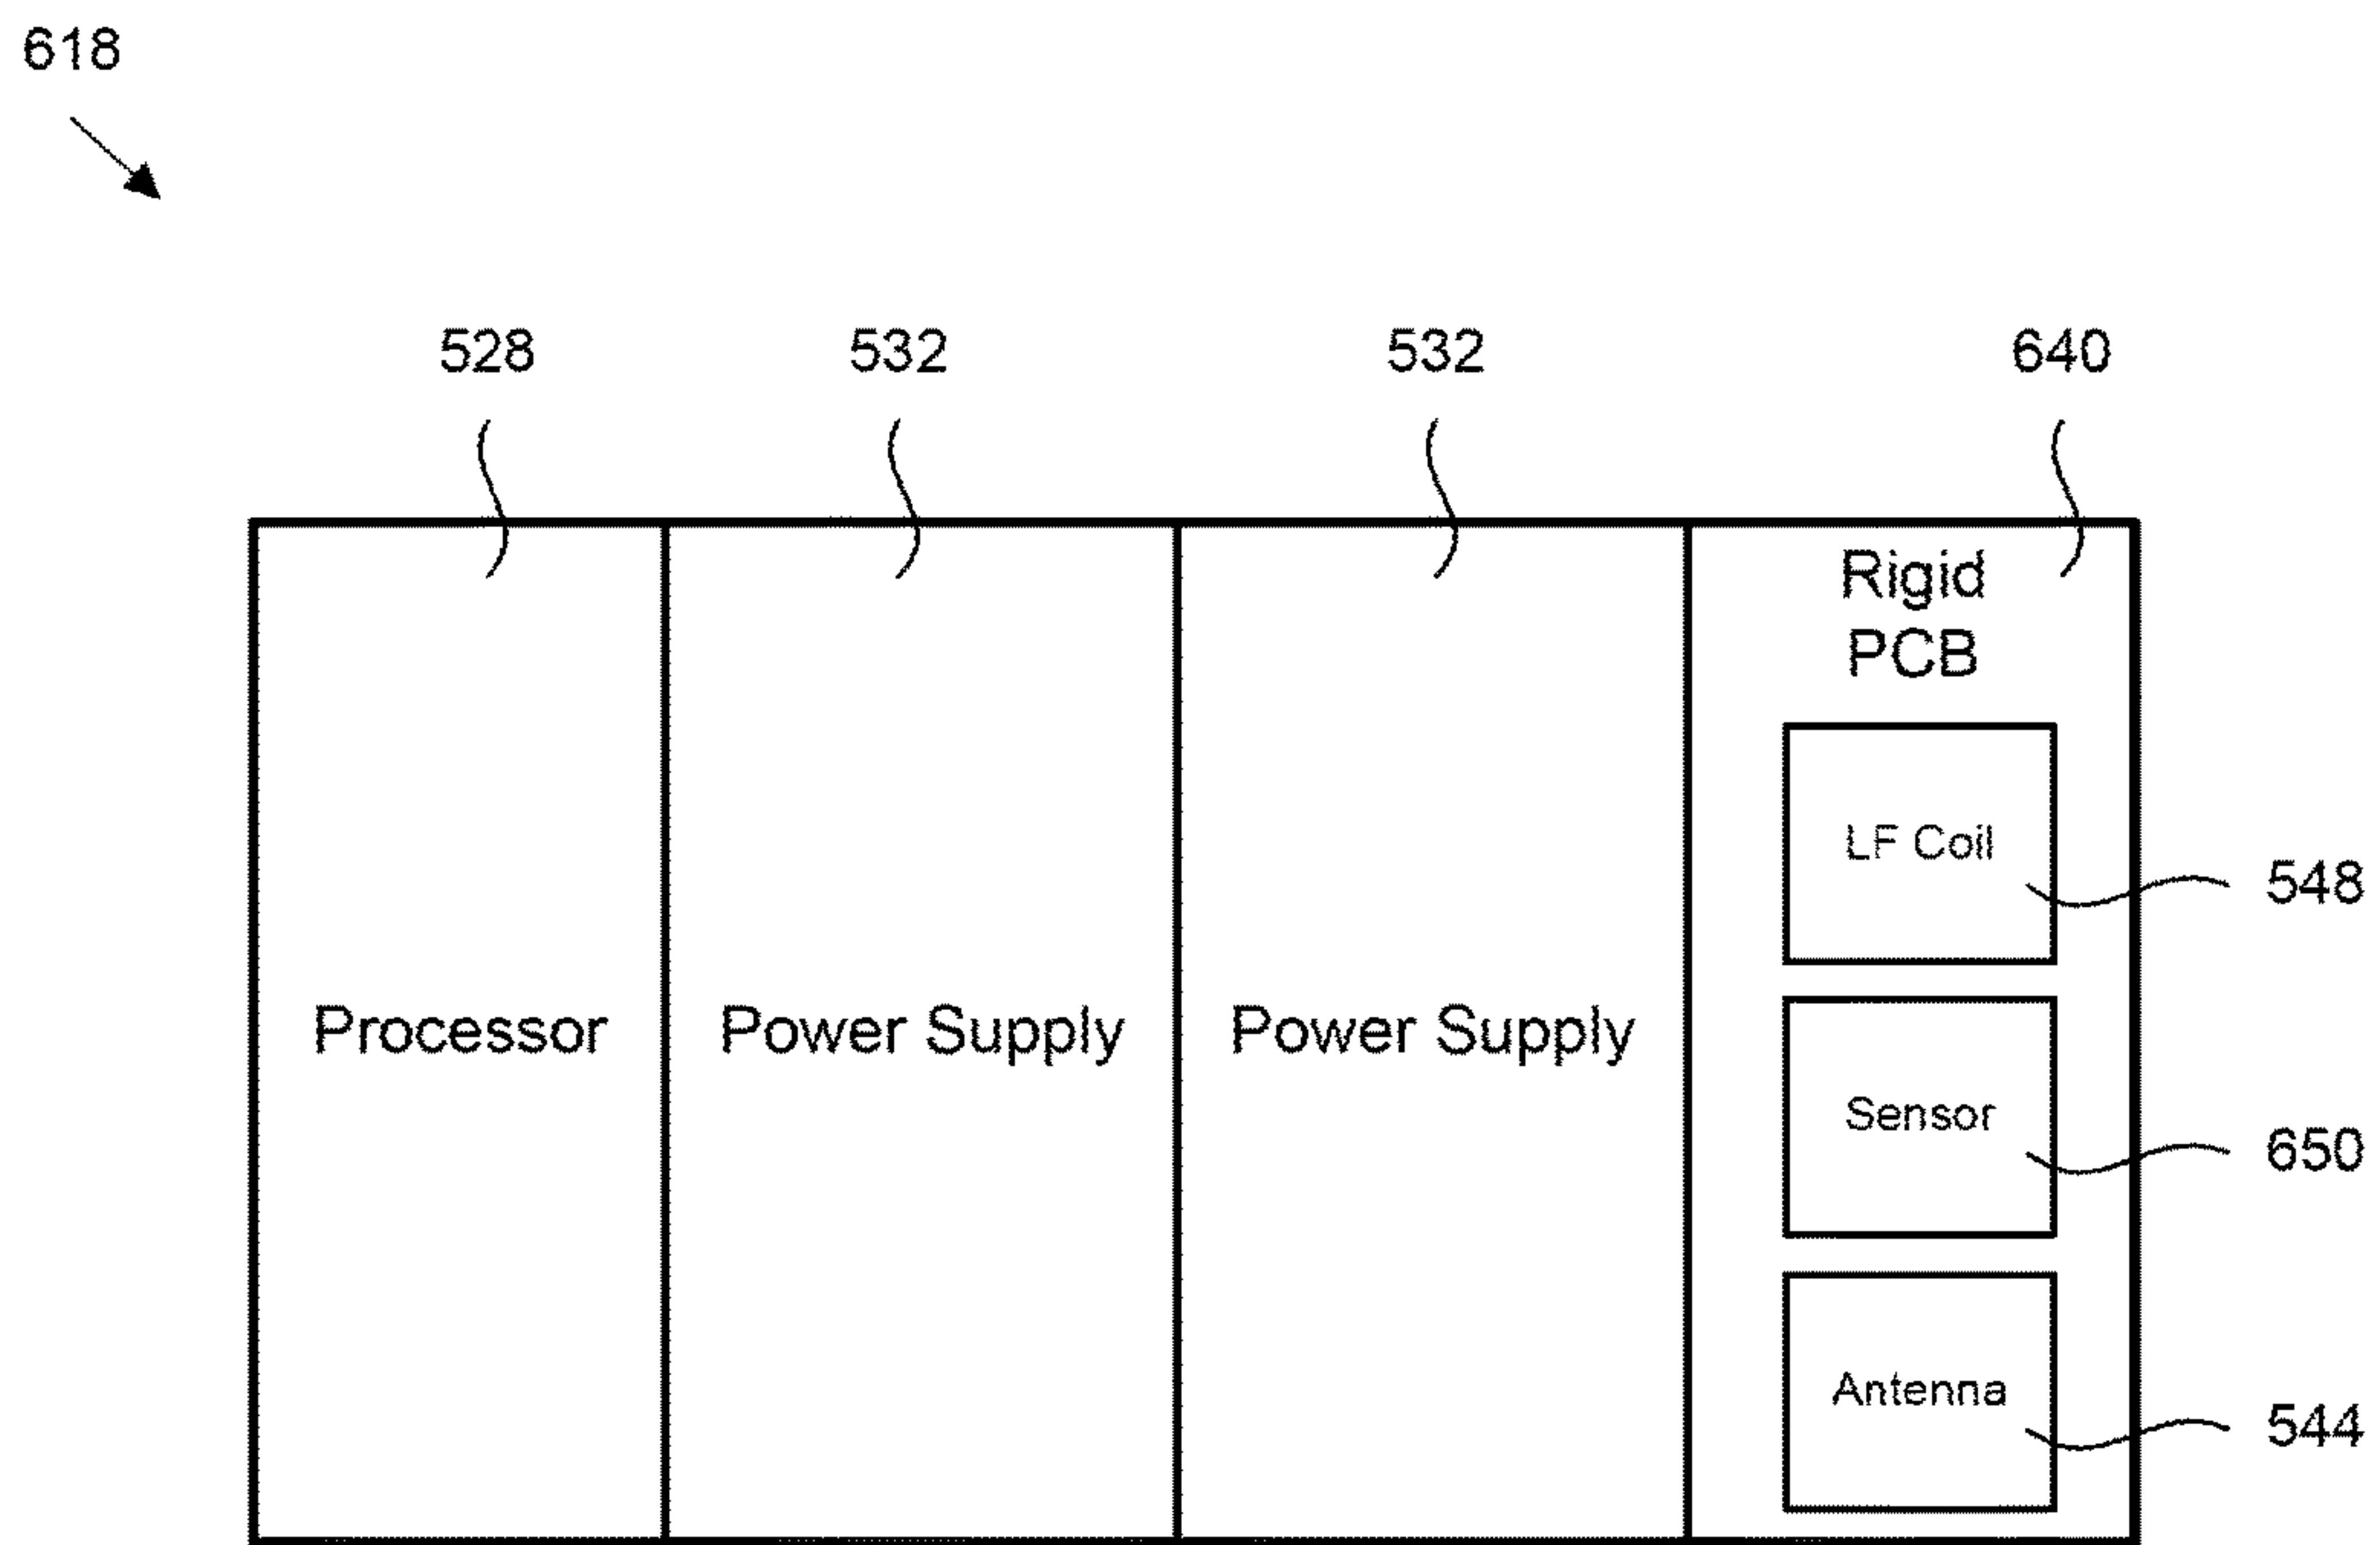 618
528
532
532
640
Rigid
PCB
LF Coil
548
Processor
Power Supply
Power Supply
Sensor
650
Antenna
544